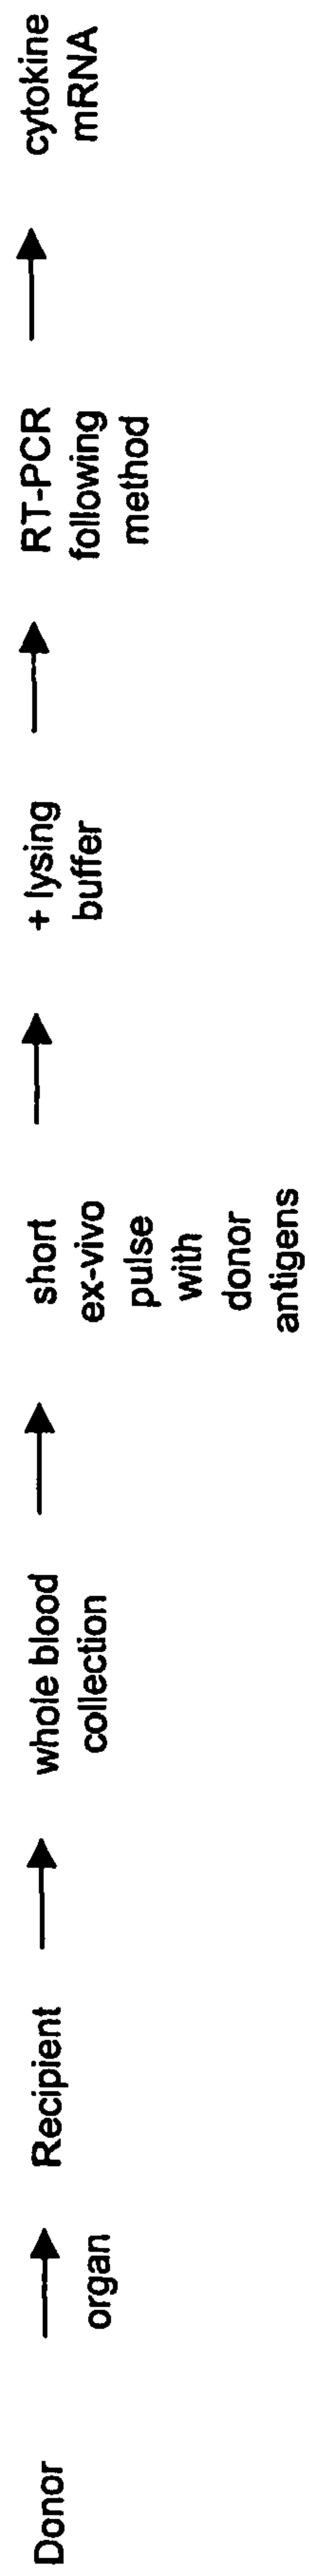 Donor
organ
Recipient
whole blood
collection
short
ex-vivo
pulse
with
donor
antigens
+ lysing
buffer
RT-PCR
following
method
cytokine
mRNA